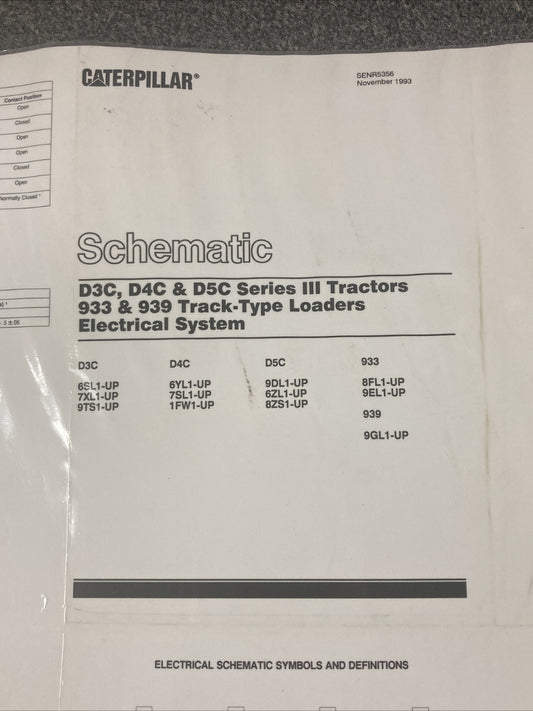 CATERPILLAR®
SENR5356
November 1993
Contact Position
Open
Closed
Open
Open
Closed
Open
Normally Closed
.5 ± .05
Schematic
D3C, D4C & D5C Series III Tractors
933 & 939 Track-Type Loaders
Electrical System
D3C D4C D5C 933
6SL1-UP 6YL1-UP 9DL1-UP 8FL1-UP
7XL1-UP 7SL1-UP 6ZL1-UP 9EL1-UP
9TS1-UP 1FW1-UP 8ZS1-UP
939
9GL1-UP
ELECTRICAL SCHEMATIC SYMBOLS AND DEFINITIONS